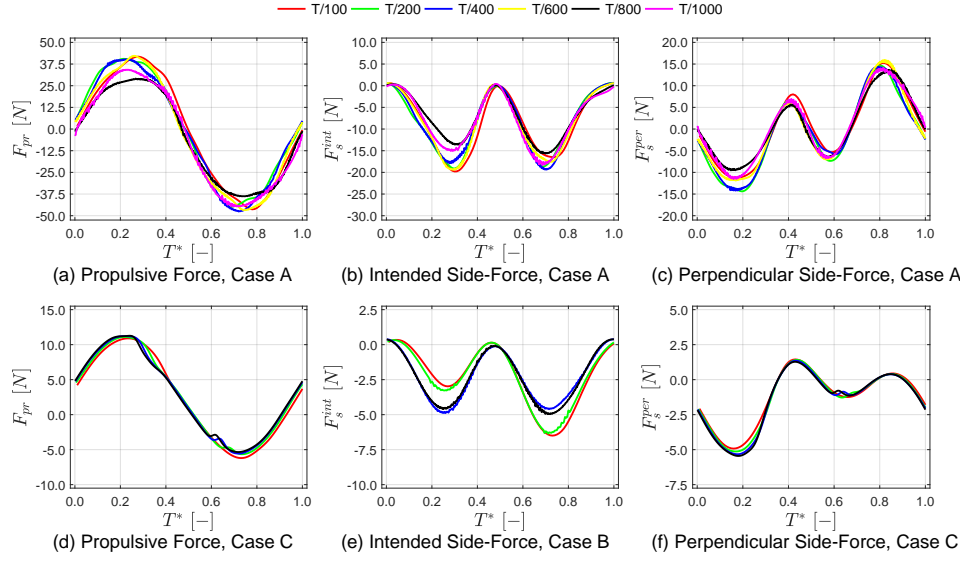 T/100 T/200 T/400 T/600 T/800 T/1000
50.0
37.5
25.0
12.5
0.0
-12.5
-25.0
-37.5
-50.0
F_pr [N]
0.0 0.2 0.4 0.6 0.8 1.0
T* [−]
(a) Propulsive Force, Case A
10.0
5.0
0.0
-5.0
-10.0
-15.0
-20.0
-25.0
-30.0
F_s^int [N]
0.0 0.2 0.4 0.6 0.8 1.0
T* [−]
(b) Intended Side-Force, Case A
20.0
15.0
10.0
5.0
0.0
-5.0
-10.0
-15.0
-20.0
F_s^per [N]
0.0 0.2 0.4 0.6 0.8 1.0
T* [−]
(c) Perpendicular Side-Force, Case A
15.0
10.0
5.0
0.0
-5.0
-10.0
F_pr [N]
0.0 0.2 0.4 0.6 0.8 1.0
T* [−]
(d) Propulsive Force, Case C
2.5
0.0
-2.5
-5.0
-7.5
-10.0
F_s^int [N]
0.0 0.2 0.4 0.6 0.8 1.0
T* [−]
(e) Intended Side-Force, Case B
5.0
2.5
0.0
-2.5
-5.0
-7.5
F_s^per [N]
0.0 0.2 0.4 0.6 0.8 1.0
T* [−]
(f) Perpendicular Side-Force, Case C